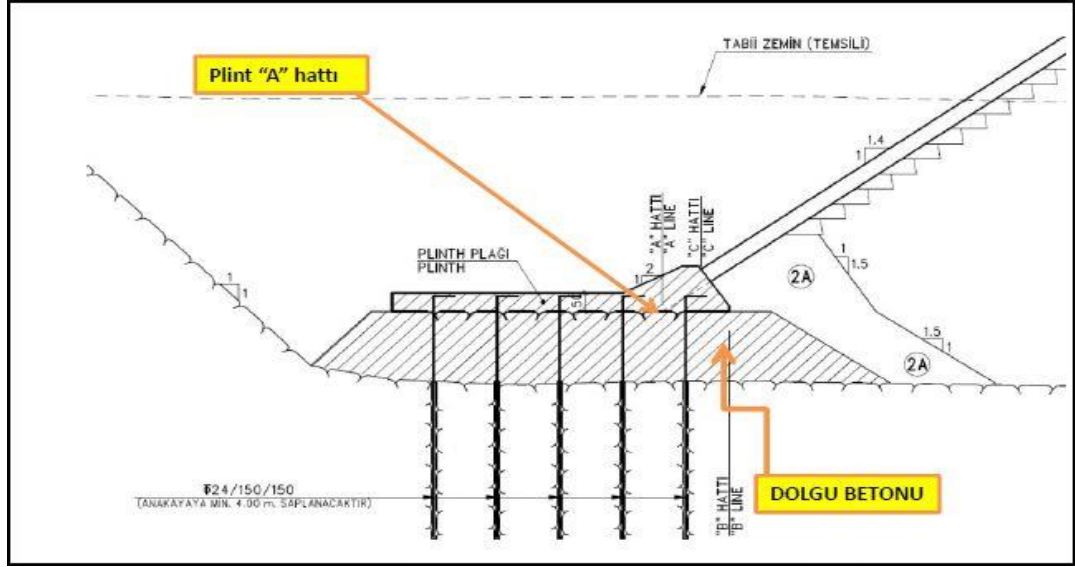 TABİİ ZEMİN (TEMSİLİ)
Plint “A” hattı
1.4
1
"A" HATTI
"A" LINE
"C" HATTI
"C" LINE
PLINTH PLAĞI
PLINTH
2
1
1
1
50
2A
1
1.5
1.5
1
2A
Φ24/150/150
(ANAKAYAYA MİN. 4.00 m. SAPLANACAKTIR)
"B" HATTI
"B" LINE
DOLGU BETONU